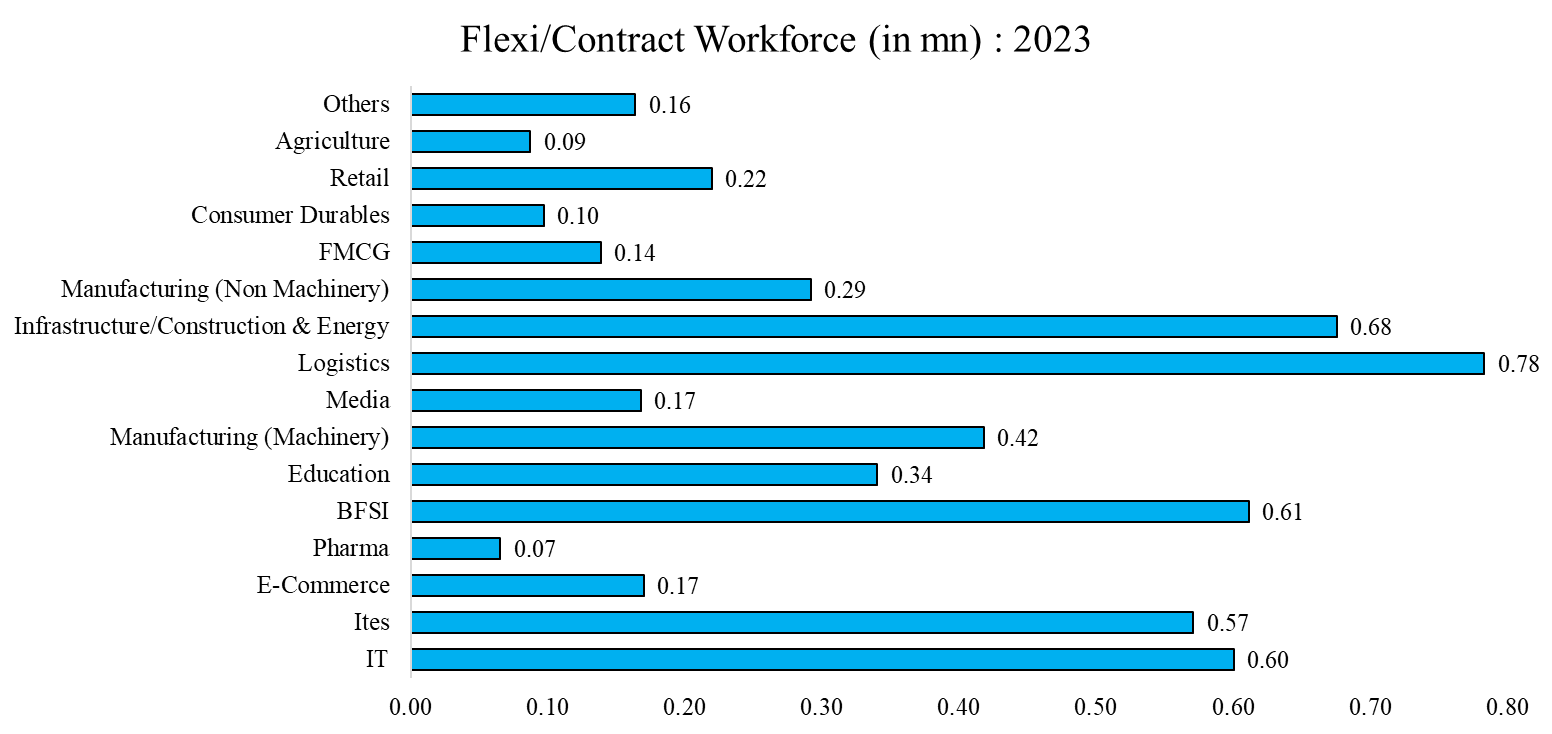 Flexi/Contract Workforce (in mn) : 2023
Others 0.16
Agriculture 0.09
Retail 0.22
Consumer Durables 0.10
FMCG 0.14
Manufacturing (Non Machinery) 0.29
Infrastructure/Construction & Energy 0.68
Logistics 0.78
Media 0.17
Manufacturing (Machinery) 0.42
Education 0.34
BFSI 0.61
Pharma 0.07
E-Commerce 0.17
Ites 0.57
IT 0.60
0.00 0.10 0.20 0.30 0.40 0.50 0.60 0.70 0.80